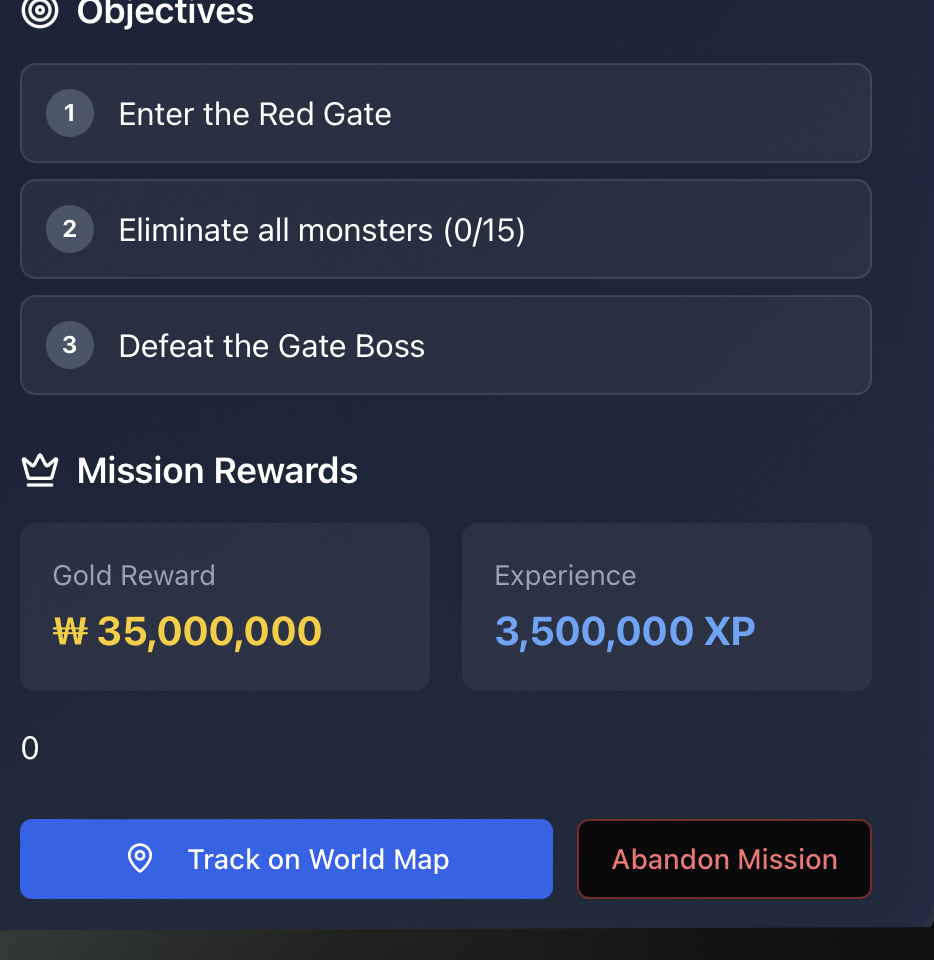 Objectives
1 Enter the Red Gate
2 Eliminate all monsters (0/15)
3 Defeat the Gate Boss
Mission Rewards
Gold Reward
₩ 35,000,000
Experience
3,500,000 XP
0
Track on World Map
Abandon Mission